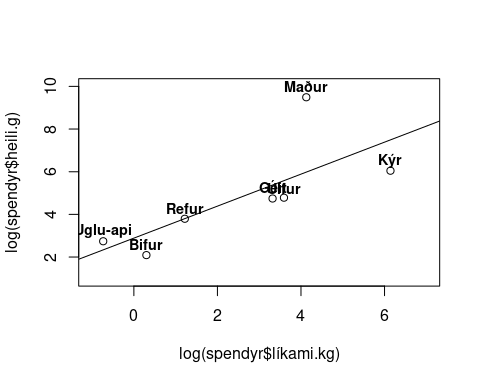 log(spendyr$heili.g)
10
8
6
4
2
Maður
Kýr
Úlfur
Refur
Uglu-api
Bifur
0
2
4
6
log(spendyr$líkami.kg)